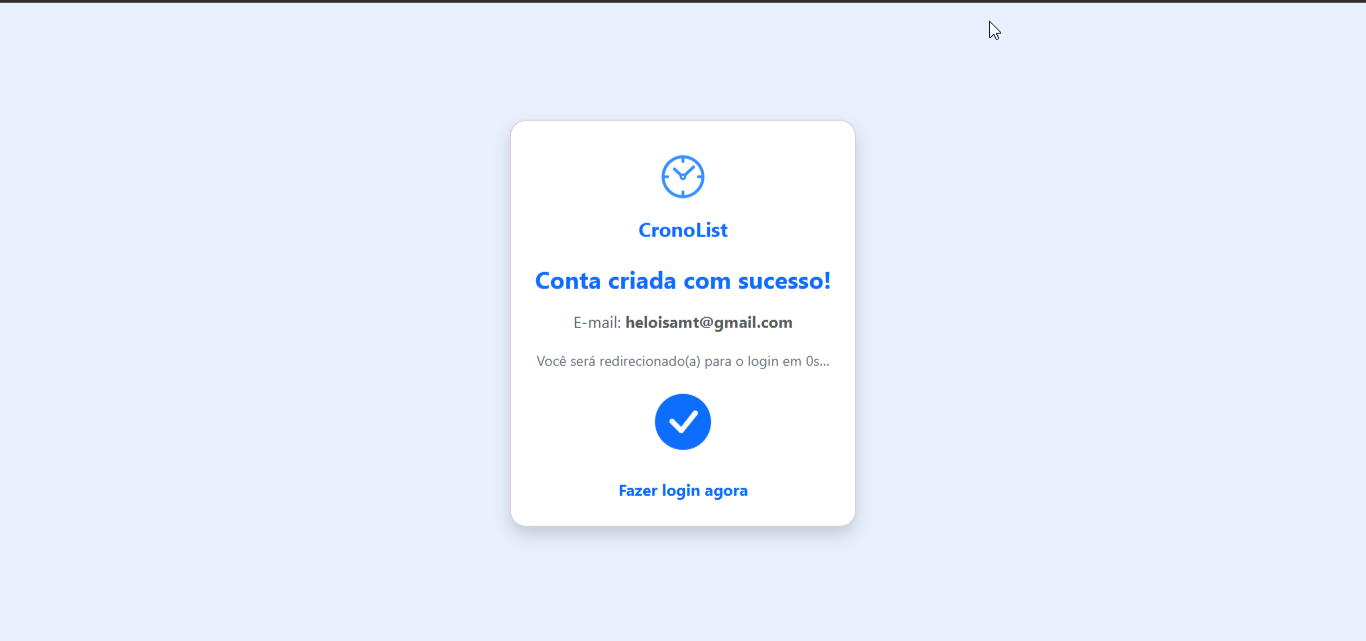 CronoList
Conta criada com sucesso!
E-mail: heloisamt@gmail.com
Você será redirecionado(a) para o login em 0s...
Fazer login agora